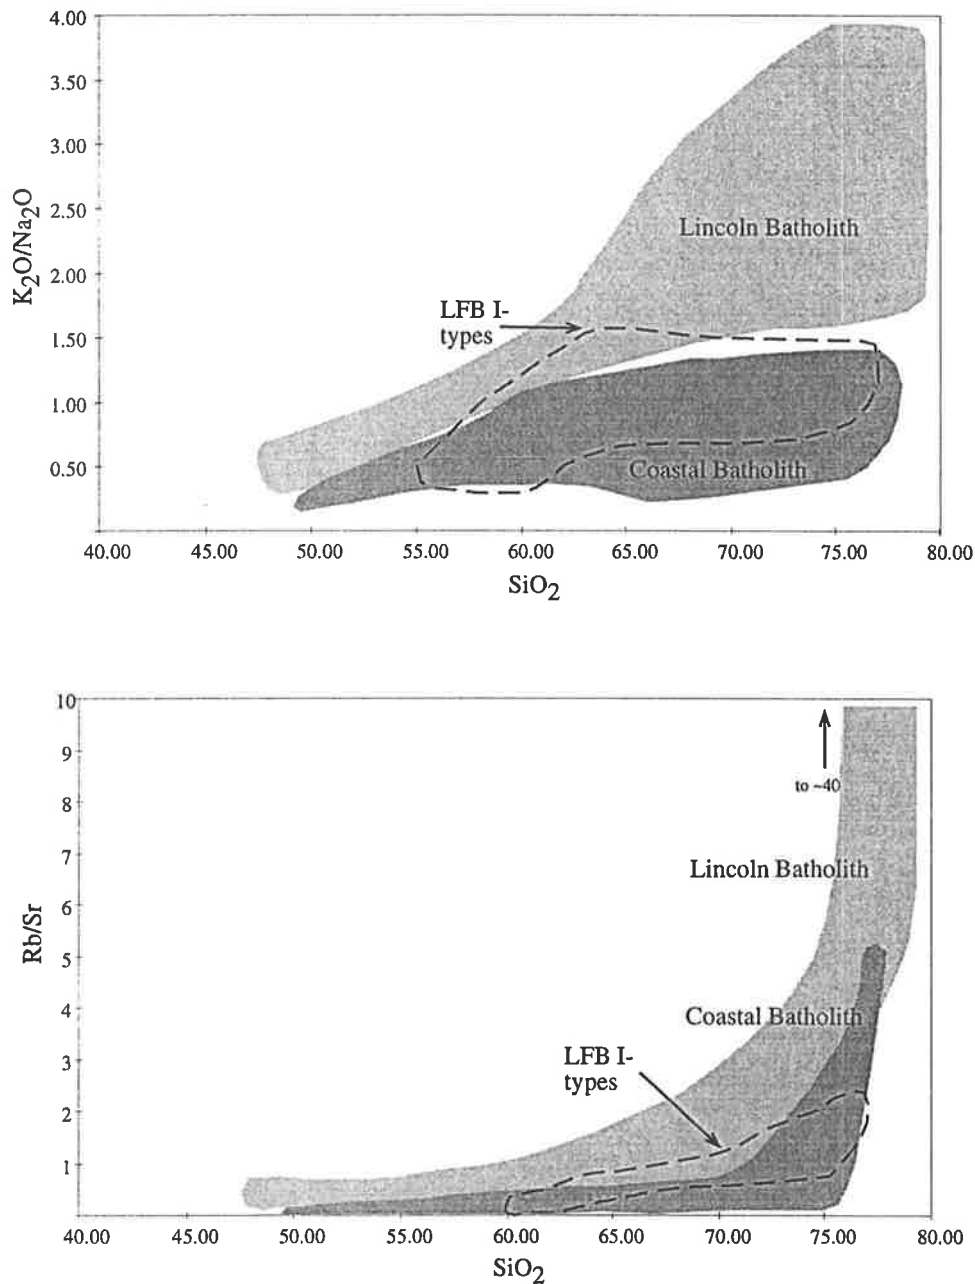 4.00
3.50
3.00
2.50
2.00
1.50
1.00
0.50
K2O/Na2O
Lincoln Batholith
LFB I-
types
Coastal Batholith
40.00 45.00 50.00 55.00 60.00 65.00 70.00 75.00 80.00
SiO2
10
9
8
7
6
5
4
3
2
1
Rb/Sr
to ~40
Lincoln Batholith
Coastal Batholith
LFB I-
types
40.00 45.00 50.00 55.00 60.00 65.00 70.00 75.00 80.00
SiO2